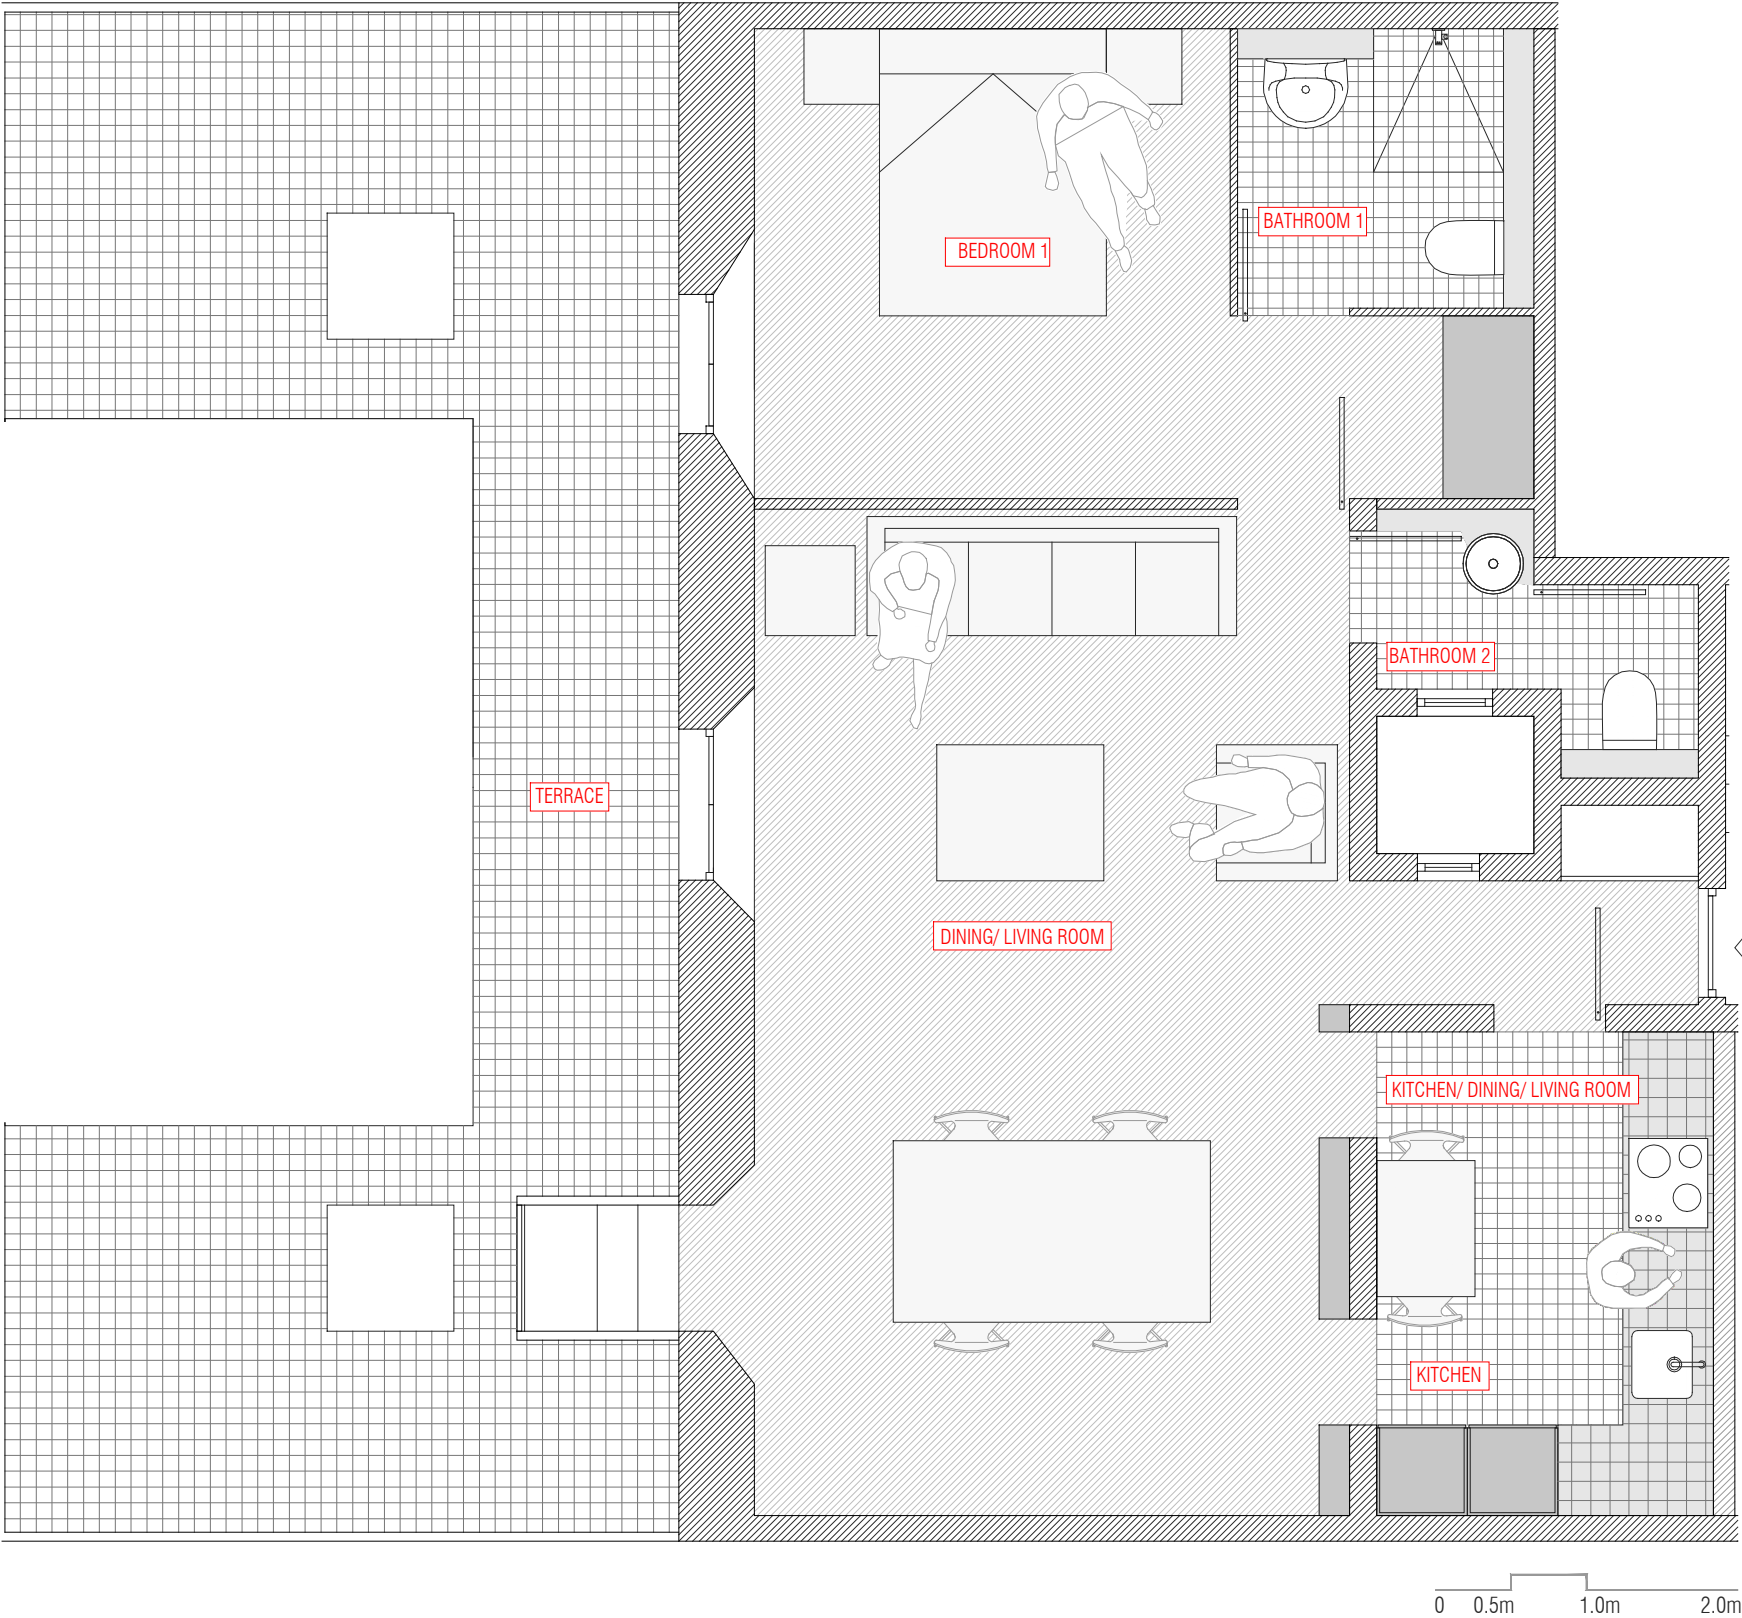 BATHROOM 1
BEDROOM 1
BATHROOM 2
TERRACE
DINING/ LIVING ROOM
KITCHEN/ DINING/ LIVING ROOM
KITCHEN
0 0.5m 1.0m 2.0m